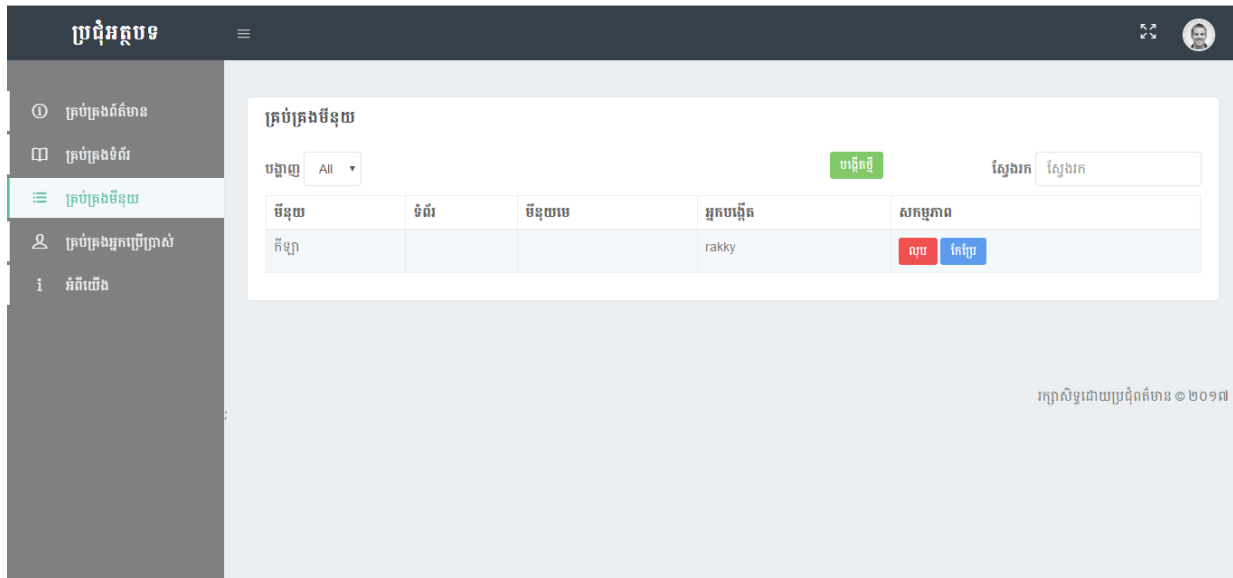 ប្រជុំអត្ថបទ
គ្រប់គ្រងព័ត៌មាន
គ្រប់គ្រងទំព័រ
គ្រប់គ្រងមីនុយ
គ្រប់គ្រងអ្នកប្រើប្រាស់
អំពីយើង
គ្រប់គ្រងមីនុយ
បង្ហាញ All បង្កើតថ្មី ស្វែងរក ស្វែងរក
មីនុយ ទំព័រ មីនុយមេ អ្នកបង្កើត សកម្មភាព
កីឡា rakky លុប កែប្រែ
រក្សាសិទ្ធដោយប្រជុំពត៌មាន © ២០១៧